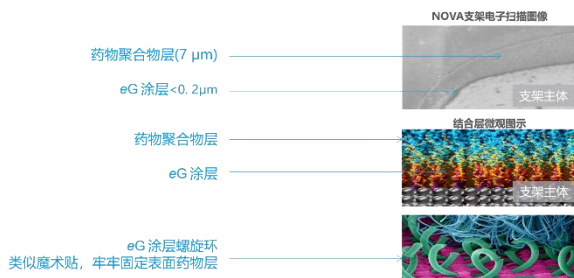 NOVA支架电子扫描图像
药物聚合物层(7 μm)
eG 涂层<0. 2μm
支架主体
结合层微观图示
药物聚合物层
eG 涂层
支架主体
eG 涂层螺旋环
类似魔术贴，牢牢固定表面药物层